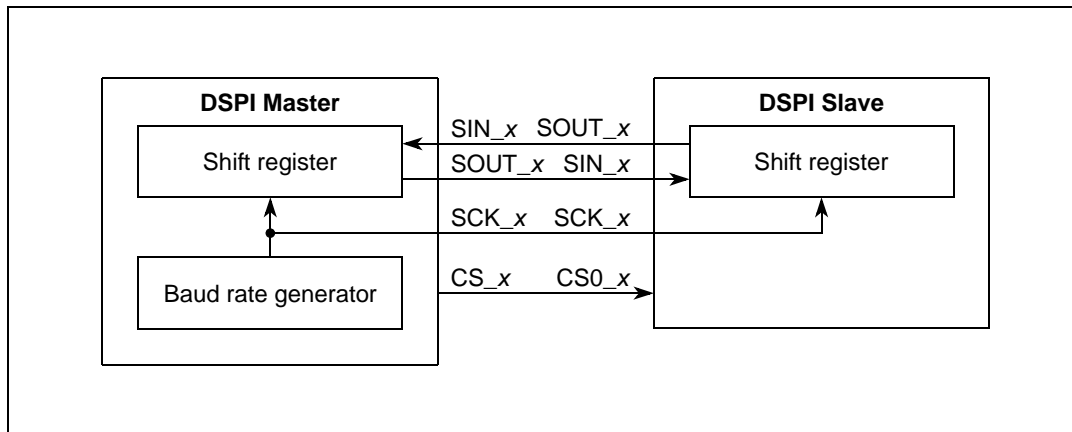 DSPI Master
DSPI Slave
SIN_x SOUT_x
Shift register
Shift register
SOUT_x SIN_x
SCK_x SCK_x
Baud rate generator
CS_x CS0_x